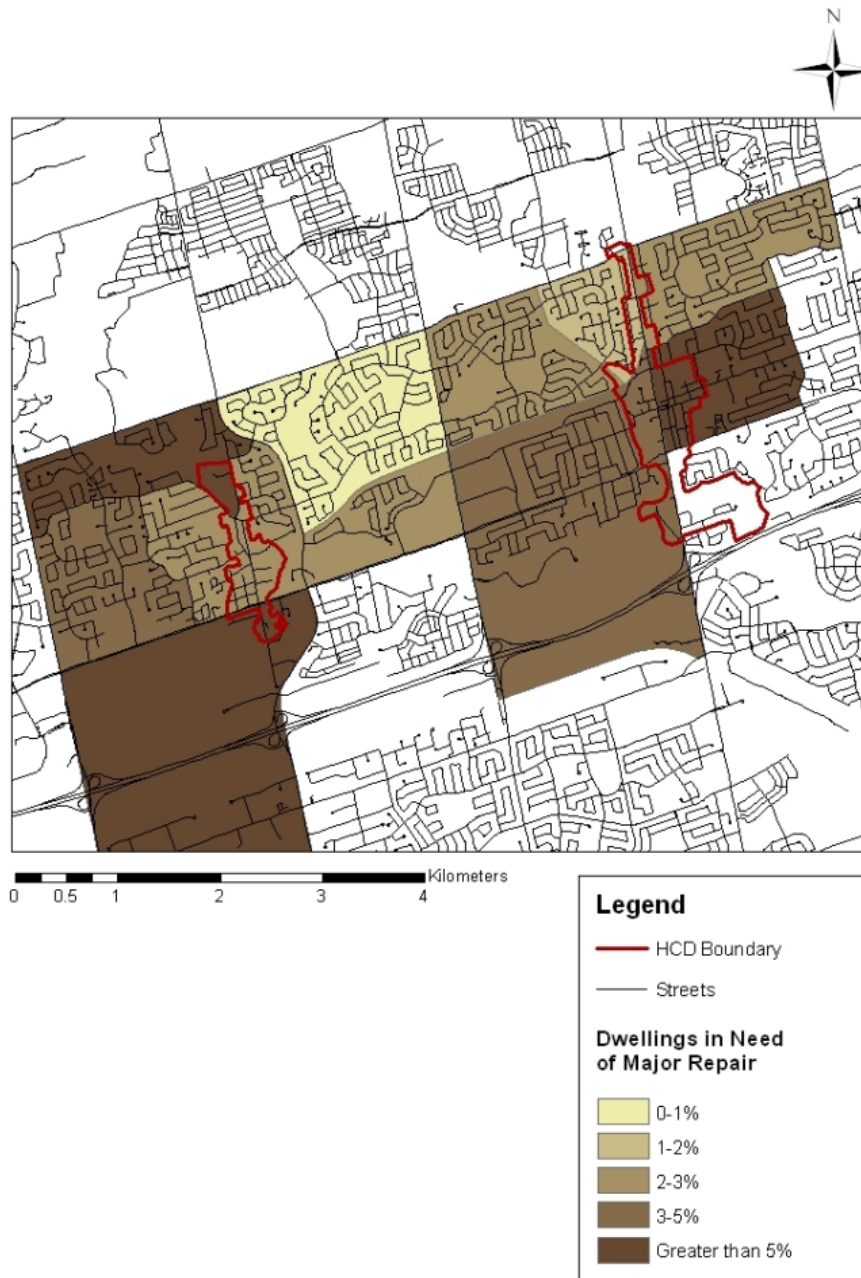 N
Kilometers
0 0.5 1 2 3 4
Legend
HCD Boundary
Streets
Dwellings in Need
of Major Repair
0-1%
1-2%
2-3%
3-5%
Greater than 5%